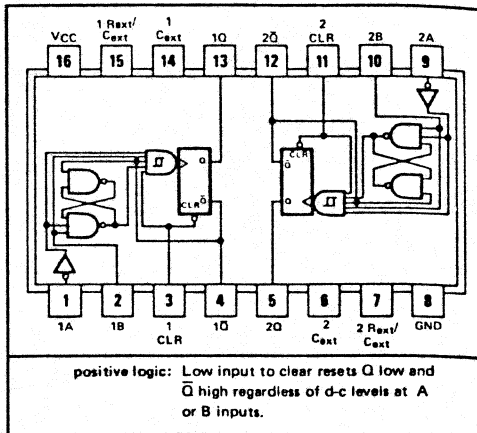 1 Rext/ 1 2
VCC Cext Cext 1Q 2Q̄ CLR 2B 2A
16 15 14 13 12 11 10 9
CLR
Q Q̄
Q̄ Q
CLR
1 2 3 4 5 6 7 8
1A 1B 1 1Q̄ 2Q 2 2 Rext/ GND
CLR Cext Cext
positive logic: Low input to clear resets Q low and
Q̄ high regardless of d-c levels at A
or B inputs.